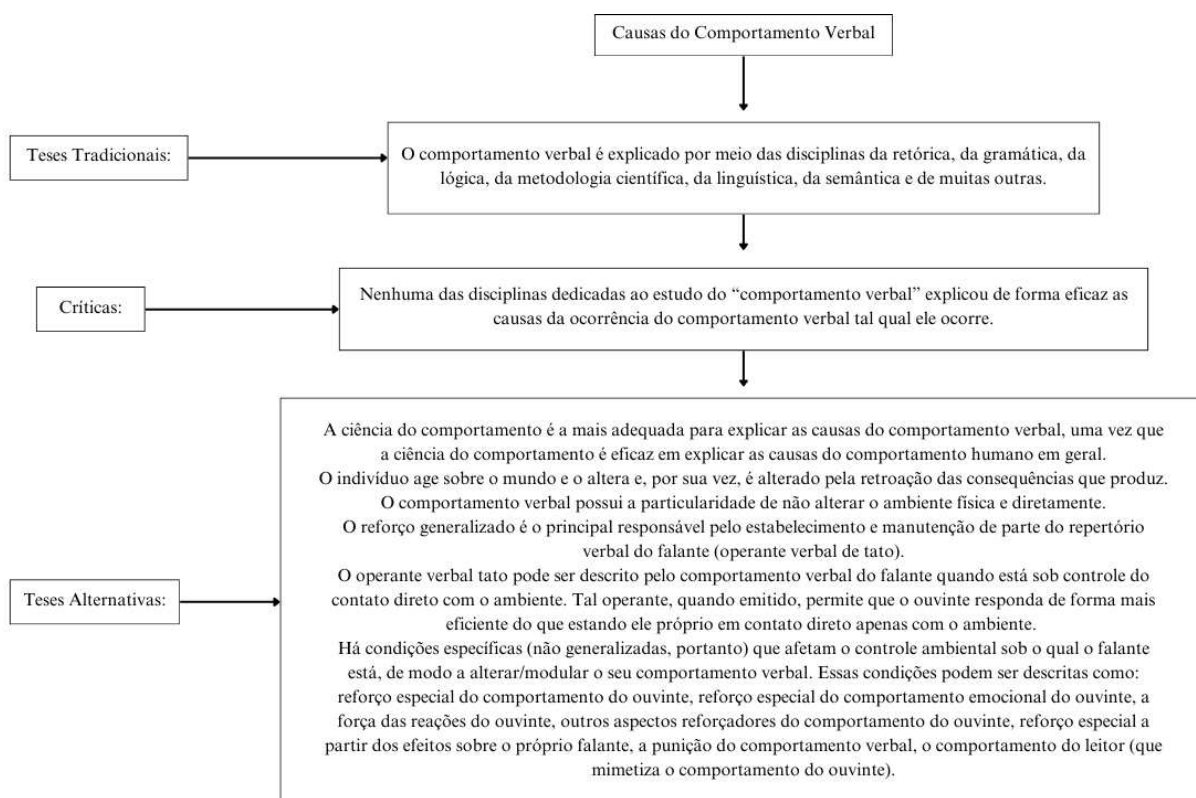 Causas do Comportamento Verbal
Teses Tradicionais:
O comportamento verbal é explicado por meio das disciplinas da retórica, da gramática, da
lógica, da metodologia científica, da linguística, da semântica e de muitas outras.
Críticas:
Nenhuma das disciplinas dedicadas ao estudo do “comportamento verbal” explicou de forma eficaz as
causas da ocorrência do comportamento verbal tal qual ele ocorre.
Teses Alternativas:
A ciência do comportamento é a mais adequada para explicar as causas do comportamento verbal, uma vez que
a ciência do comportamento é eficaz em explicar as causas do comportamento humano em geral.
O indivíduo age sobre o mundo e o altera e, por sua vez, é alterado pela retroação das consequências que produz.
O comportamento verbal possui a particularidade de não alterar o ambiente física e diretamente.
O reforço generalizado é o principal responsável pelo estabelecimento e manutenção de parte do repertório
verbal do falante (operante verbal de tato).
O operante verbal tato pode ser descrito pelo comportamento verbal do falante quando está sob controle do
contato direto com o ambiente. Tal operante, quando emitido, permite que o ouvinte responda de forma mais
eficiente do que estando ele próprio em contato direto apenas com o ambiente.
Há condições específicas (não generalizadas, portanto) que afetam o controle ambiental sob o qual o falante
está, de modo a alterar/modular o seu comportamento verbal. Essas condições podem ser descritas como:
reforço especial do comportamento do ouvinte, reforço especial do comportamento emocional do ouvinte, a
força das reações do ouvinte, outros aspectos reforçadores do comportamento do ouvinte, reforço especial a
partir dos efeitos sobre o próprio falante, a punição do comportamento verbal, o comportamento do leitor (que
mimetiza o comportamento do ouvinte).